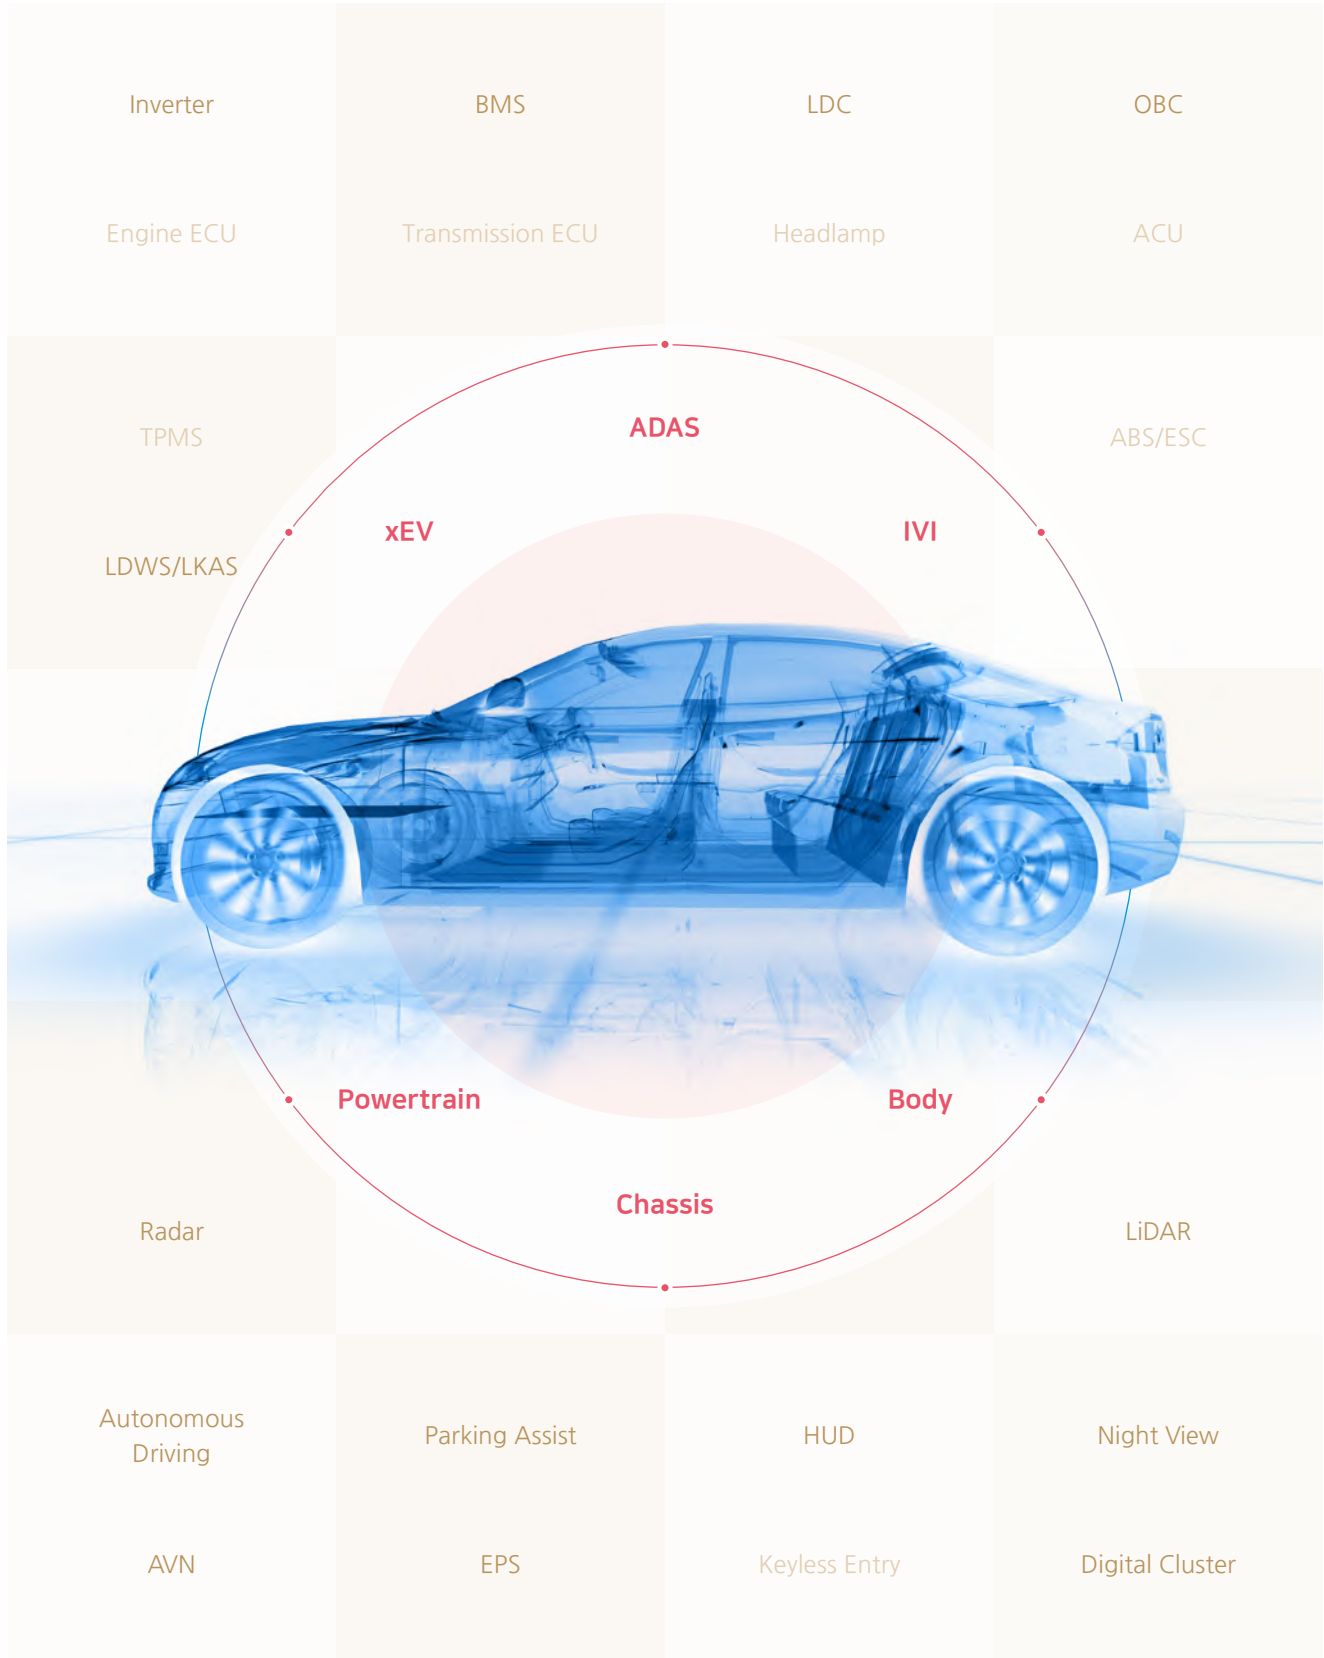 Inverter
BMS
LDC
OBC
Engine ECU
Transmission ECU
Headlamp
ACU
TPMS
ADAS
ABS/ESC
xEV
IVI
LDWS/LKAS
Powertrain
Body
Chassis
Radar
LiDAR
Autonomous
Driving
Parking Assist
HUD
Night View
AVN
EPS
Keyless Entry
Digital Cluster